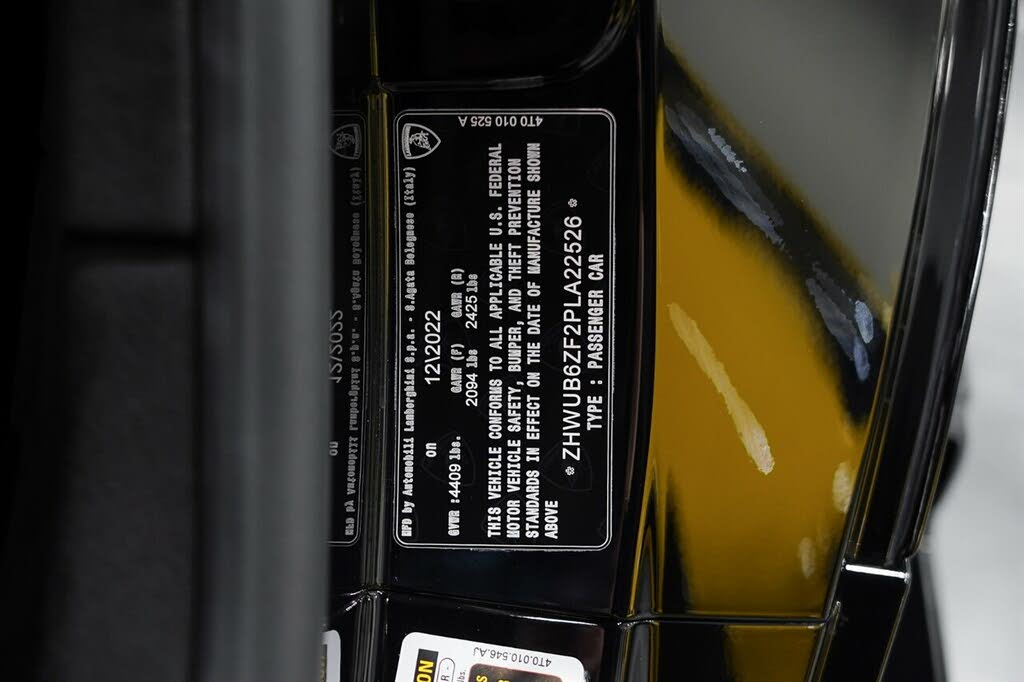 4T0 010 525 A
MFD by Automobili Lamborghini S.p.a. - S.Agata Bolognese (Italy)
on 12/2022
GVWR :4409 lbs. GAWR (F) GAWR (R)
2094 lbs 2425 lbs
THIS VEHICLE CONFORMS TO ALL APPLICABLE U.S. FEDERAL
MOTOR VEHICLE SAFETY, BUMPER, AND THEFT PREVENTION
STANDARDS IN EFFECT ON THE DATE OF MANUFACTURE SHOWN
ABOVE
ZHWUB6ZF2PLA22526
TYPE : PASSENGER CAR
4T0.010.546.AJ